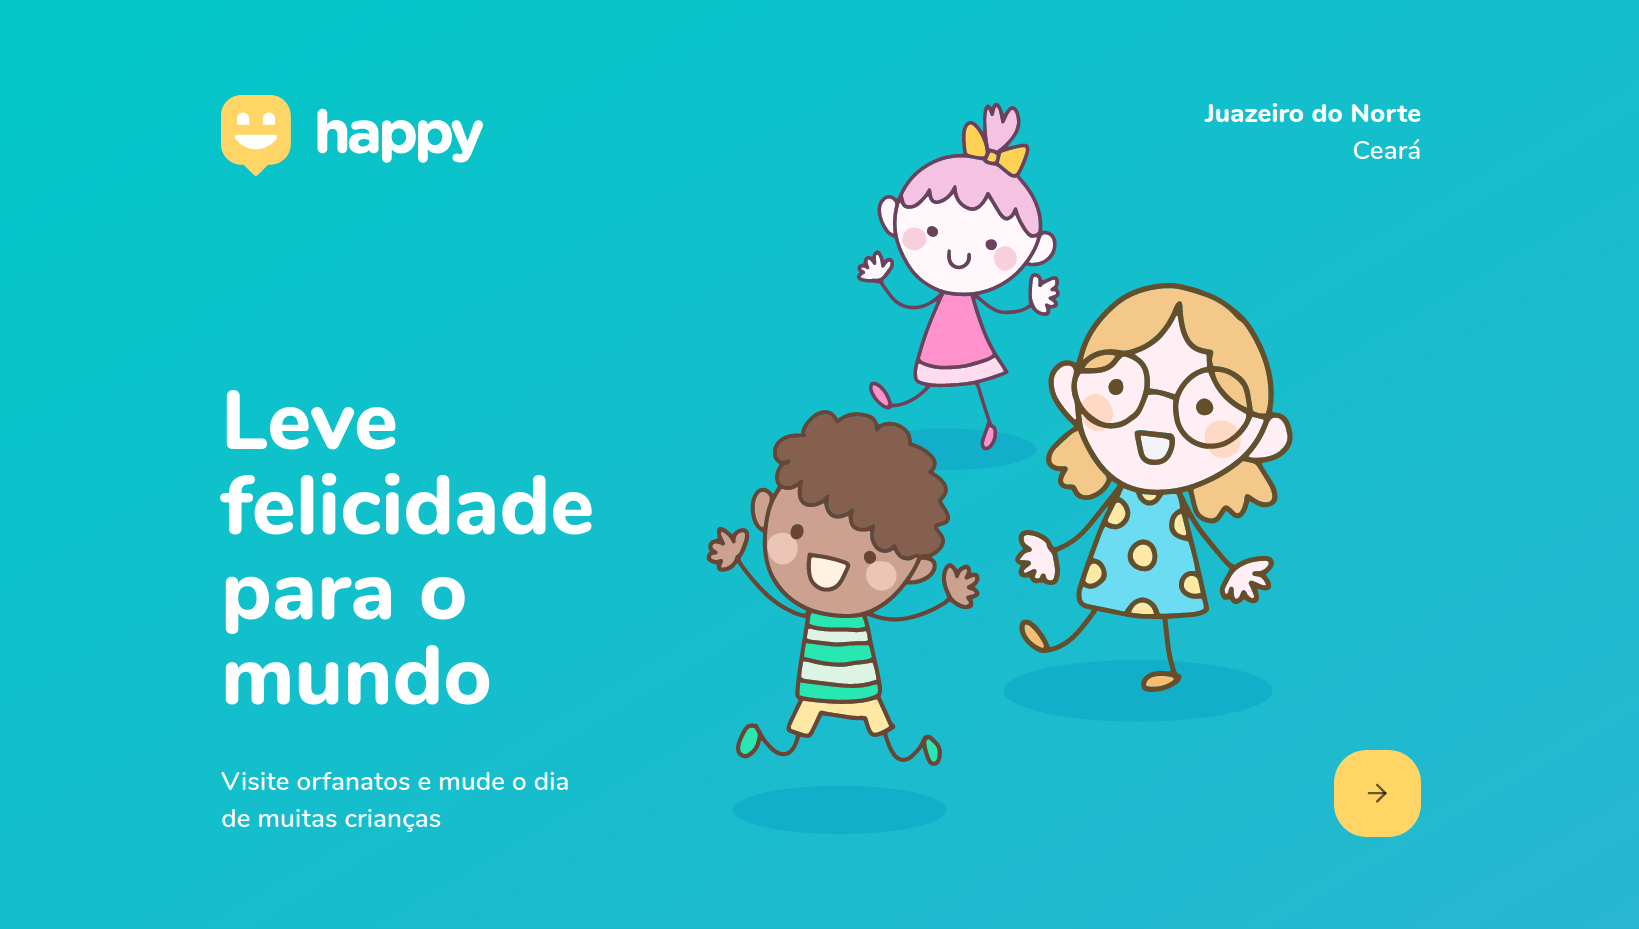 happy
Juazeiro do Norte
Ceará
Leve
felicidade
para o
mundo
Visite orfanatos e mude o dia
de muitas crianças